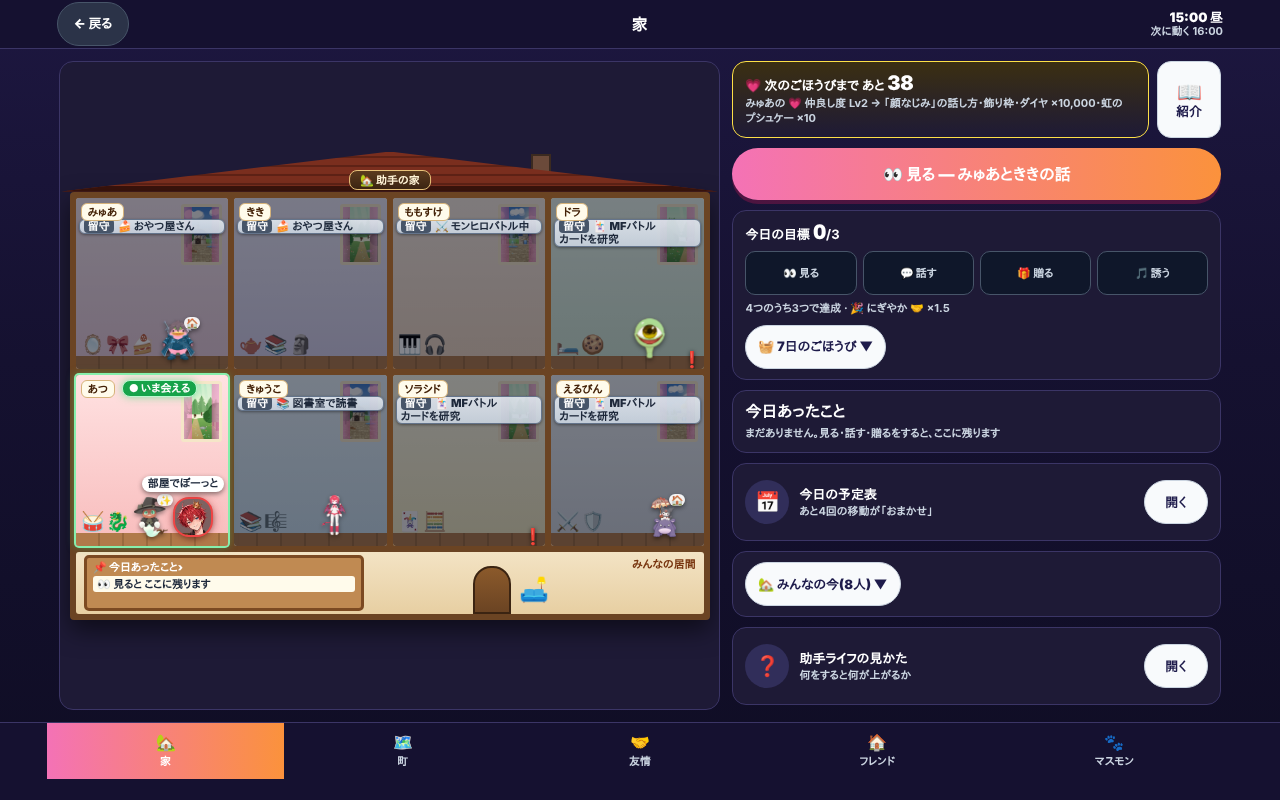 ← 戻る
家
15:00 昼
次に動く 16:00
🏡 助手の家
みゅあ
留守 🍰 おやつ屋さん
きき
留守 🍰 おやつ屋さん
ももすけ
留守 ⚔️ モンヒロバトル中
ドラ
留守 🃏 MFバトル
カードを研究
あつ
● いま会える
部屋でぼーっと
きゅうこ
留守 📚 図書室で読書
ソラシド
留守 🃏 MFバトル
カードを研究
えるぴん
留守 🃏 MFバトル
カードを研究
📌 今日あったこと›
👀 見ると ここに残ります
みんなの居間
💗 次のごほうびまで あと 38
みゅあの 💗 仲良し度 Lv2 → 「顔なじみ」の話し方・飾り枠・ダイヤ ×10,000・虹の
プシュケー ×10
📖
紹介
👀 見る — みゅあとききの話
今日の目標 0/3
👀 見る
💬 話す
🎁 贈る
🎵 誘う
4つのうち3つで達成 · 🎉 にぎやか 🤝 ×1.5
🧺 7日のごほうび ▼
今日あったこと
まだありません。見る・話す・贈るをすると、ここに残ります
今日の予定表
あと4回の移動が「おまかせ」
開く
🏡 みんなの今(8人) ▼
❓
助手ライフの見かた
何をすると何が上がるか
開く
家
町
友情
フレンド
マスモン